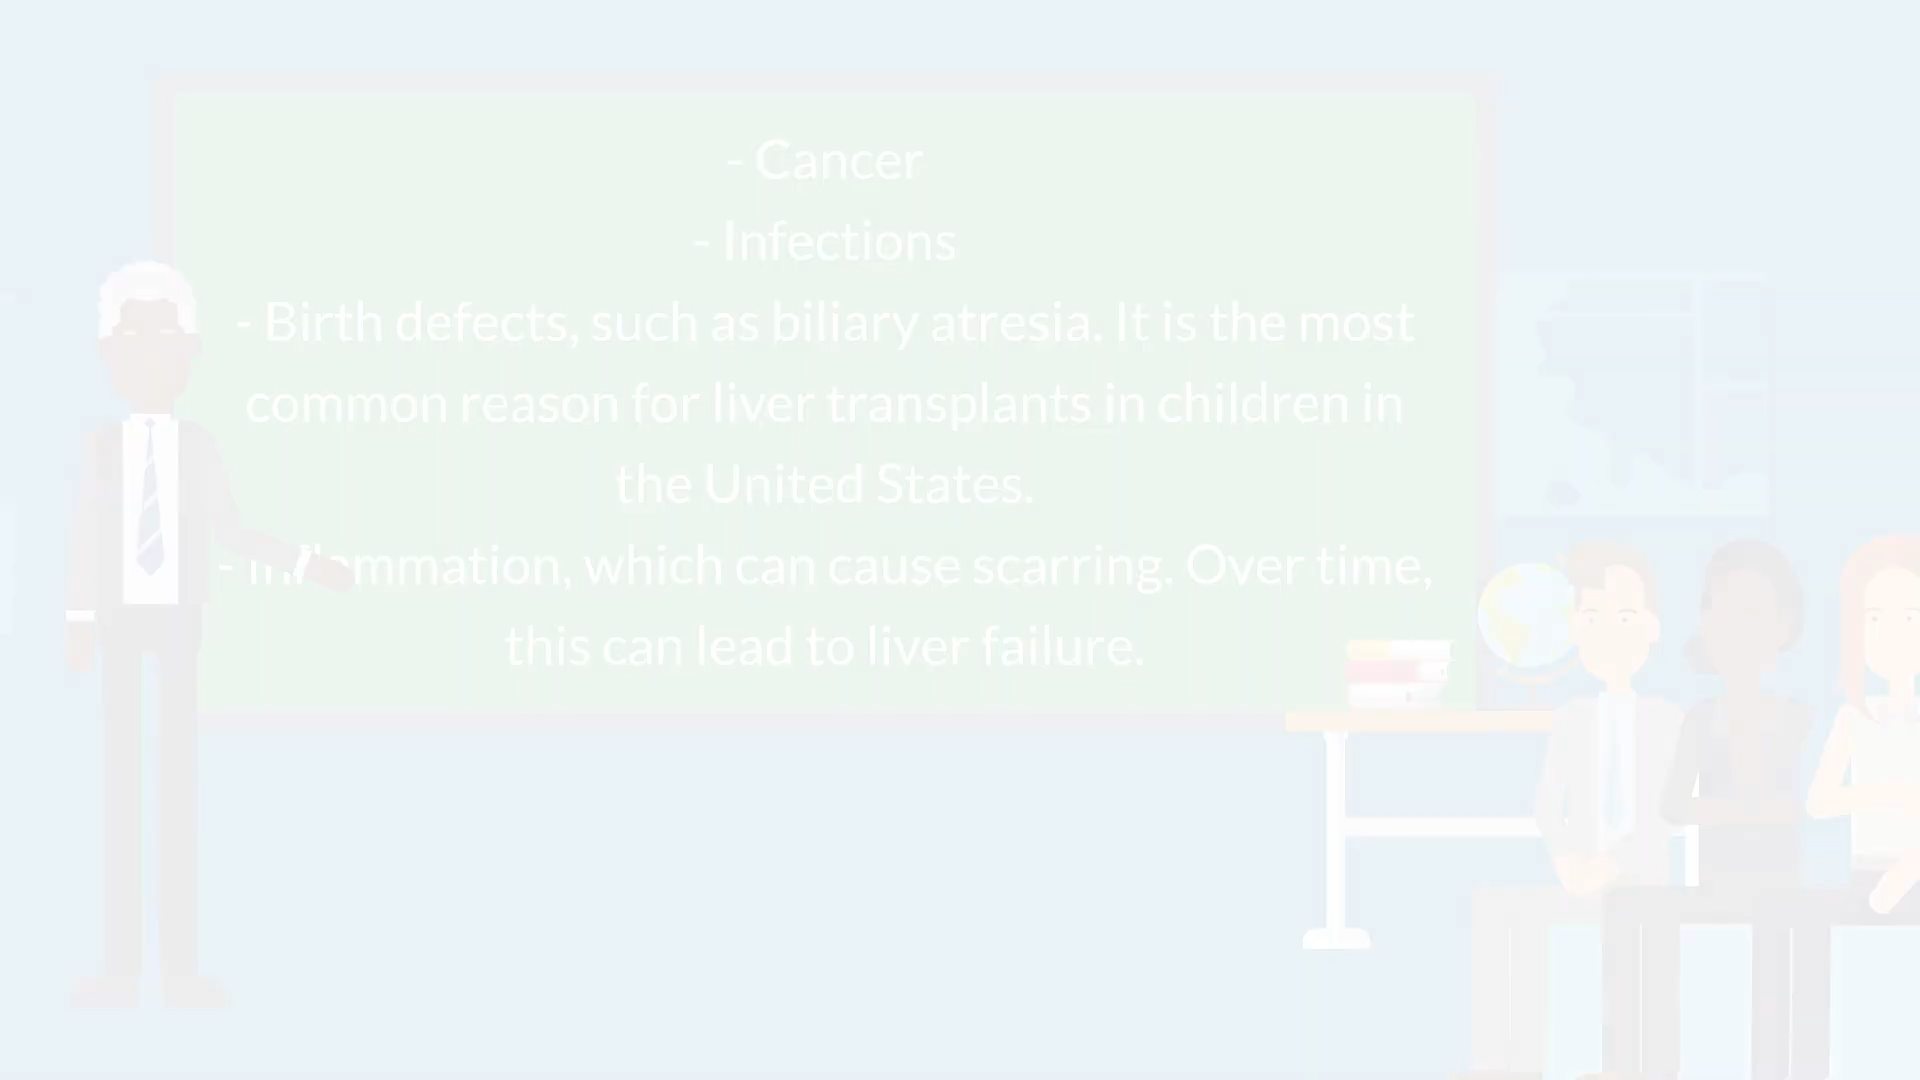 - Cancer
- Infections
- Birth defects, such as biliary atresia. It is the most
common reason for liver transplants in children in
the United States.
- Inflammation, which can cause scarring. Over time,
this can lead to liver failure.